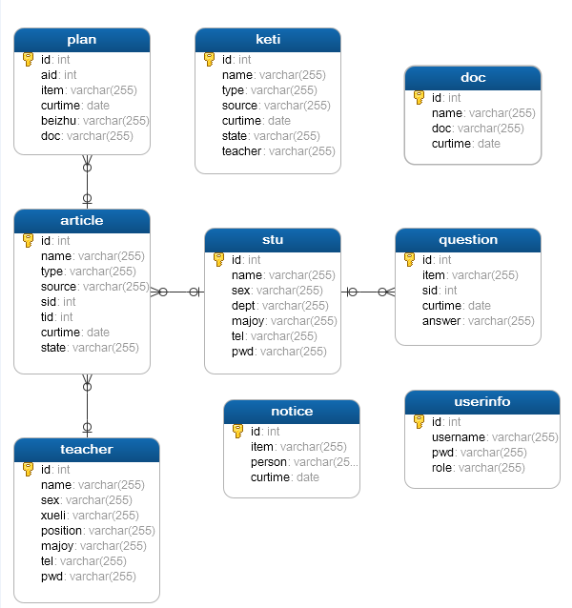 plan
id: int
aid: int
item: varchar(255)
curtime: date
beizhu: varchar(255)
doc: varchar(255)
keti
id: int
name: varchar(255)
type: varchar(255)
source: varchar(255)
curtime: date
state: varchar(255)
teacher: varchar(255)
doc
id: int
name: varchar(255)
doc: varchar(255)
curtime: date
article
id: int
name: varchar(255)
type: varchar(255)
source: varchar(255)
sid: int
tid: int
curtime: date
state: varchar(255)
stu
id: int
name: varchar(255)
sex: varchar(255)
dept: varchar(255)
majoy: varchar(255)
tel: varchar(255)
pwd: varchar(255)
question
id: int
item: varchar(255)
sid: int
curtime: date
answer: varchar(255)
teacher
id: int
name: varchar(255)
sex: varchar(255)
xueli: varchar(255)
position: varchar(255)
majoy: varchar(255)
tel: varchar(255)
pwd: varchar(255)
notice
id: int
item: varchar(255)
person: varchar(25...
curtime: date
userinfo
id: int
username: varchar(255)
pwd: varchar(255)
role: varchar(255)